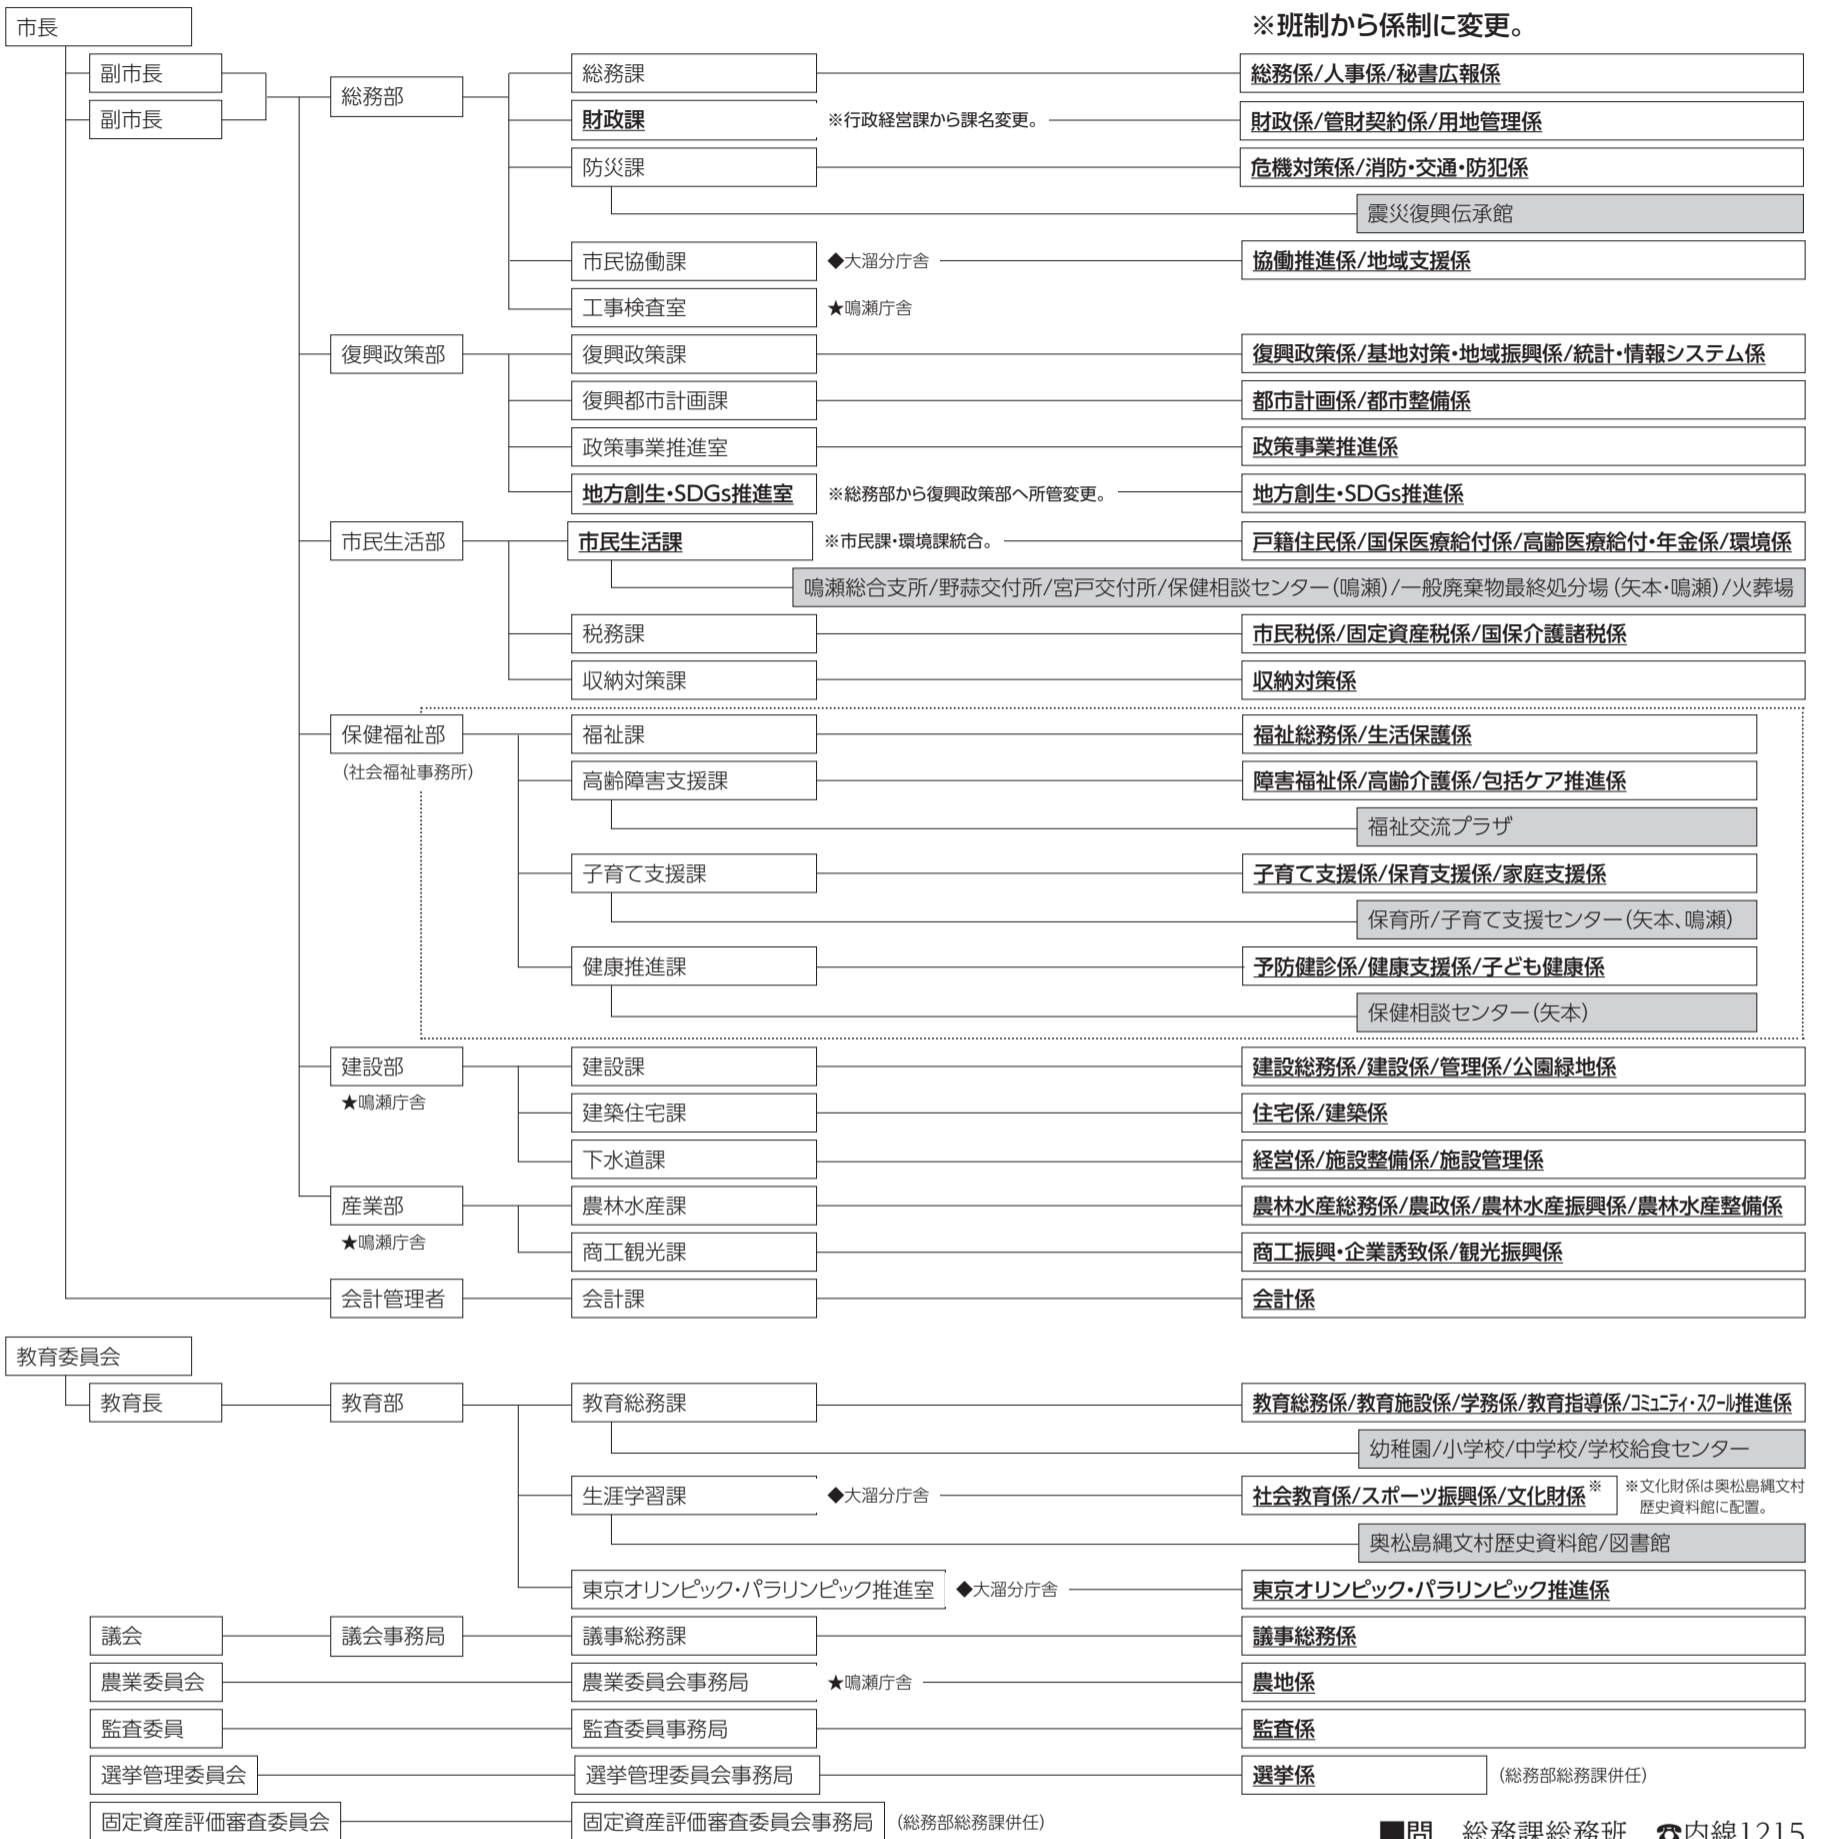 市長
※班制から係制に変更。
副市長
副市長
総務部
総務課
総務係/人事係/秘書広報係
財政課 ※行政経営課から課名変更。 財政係/管財契約係/用地管理係
防災課 危機対策係/消防・交通・防犯係
震災復興伝承館
市民協働課 ◆大溜分庁舎 協働推進係/地域支援係
工事検査室 ★鳴瀬庁舎
復興政策部 復興政策課 復興政策係/基地対策・地域振興係/統計・情報システム係
復興都市計画課 都市計画係/都市整備係
政策事業推進室 政策事業推進係
地方創生・SDGs推進室 ※総務部から復興政策部へ所管変更。 地方創生・SDGs推進係
市民生活部 市民生活課 ※市民課・環境課統合。 戸籍住民係/国保医療給付係/高齢医療給付・年金係/環境係
鳴瀬総合支所/野蒜交付所/宮戸交付所/保健相談センター(鳴瀬)/一般廃棄物最終処分場(矢本・鳴瀬)/火葬場
税務課 市民税係/固定資産税係/国保介護諸税係
収納対策課 収納対策係
保健福祉部 福祉課 福祉総務係/生活保護係
(社会福祉事務所)
高齢障害支援課 障害福祉係/高齢介護係/包括ケア推進係
福祉交流プラザ
子育て支援課 子育て支援係/保育支援係/家庭支援係
保育所/子育て支援センター(矢本、鳴瀬)
健康推進課 予防健診係/健康支援係/子ども健康係
保健相談センター(矢本)
建設部 建設課 建設総務係/建設係/管理係/公園緑地係
★鳴瀬庁舎
建築住宅課 住宅係/建築係
下水道課 経営係/施設整備係/施設管理係
産業部 農林水産課 農林水産総務係/農政係/農林水産振興係/農林水産整備係
★鳴瀬庁舎
商工観光課 商工振興・企業誘致係/観光振興係
会計管理者 会計課 会計係
教育委員会
教育長 教育部 教育総務課 教育総務係/教育施設係/学務係/教育指導係/コミュニティ・スクール推進係
幼稚園/小学校/中学校/学校給食センター
生涯学習課 ◆大溜分庁舎 社会教育係/スポーツ振興係/文化財係※ ※文化財係は奥松島縄文村
歴史資料館に配置。
奥松島縄文村歴史資料館/図書館
東京オリンピック・パラリンピック推進室 ◆大溜分庁舎 東京オリンピック・パラリンピック推進係
議会 議会事務局 議事総務課 議事総務係
農業委員会 農業委員会事務局 ★鳴瀬庁舎 農地係
監査委員 監査委員事務局 監査係
選挙管理委員会 選挙管理委員会事務局 選挙係 (総務部総務課併任)
固定資産評価審査委員会 固定資産評価審査委員会事務局 (総務部総務課併任)
■問 総務課総務班 ☎内線1215